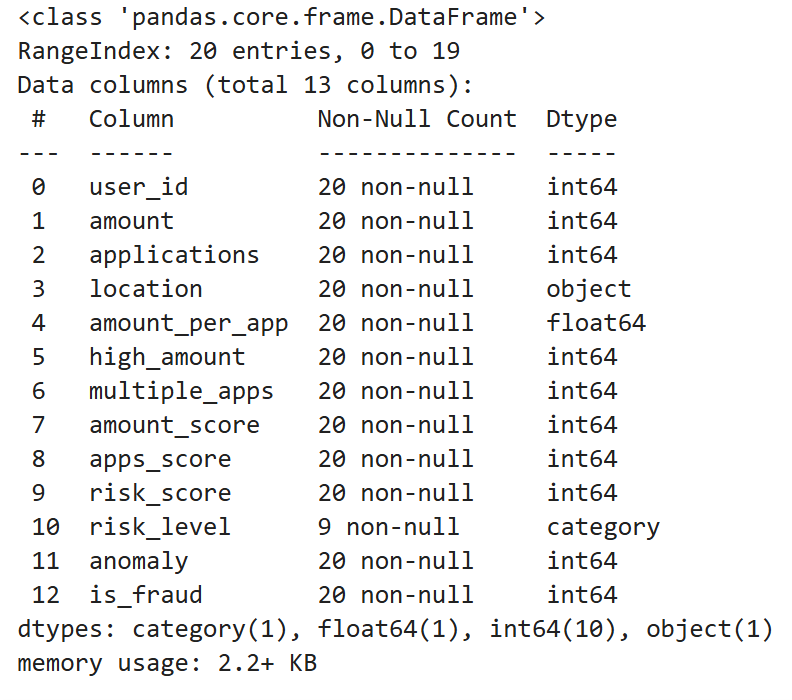 <class 'pandas.core.frame.DataFrame'>
RangeIndex: 20 entries, 0 to 19
Data columns (total 13 columns):
 #   Column          Non-Null Count  Dtype
---  ------          --------------  -----
 0   user_id         20 non-null     int64
 1   amount          20 non-null     int64
 2   applications    20 non-null     int64
 3   location        20 non-null     object
 4   amount_per_app  20 non-null     float64
 5   high_amount     20 non-null     int64
 6   multiple_apps   20 non-null     int64
 7   amount_score    20 non-null     int64
 8   apps_score      20 non-null     int64
 9   risk_score      20 non-null     int64
 10  risk_level      9 non-null      category
 11  anomaly         20 non-null     int64
 12  is_fraud        20 non-null     int64
dtypes: category(1), float64(1), int64(10), object(1)
memory usage: 2.2+ KB